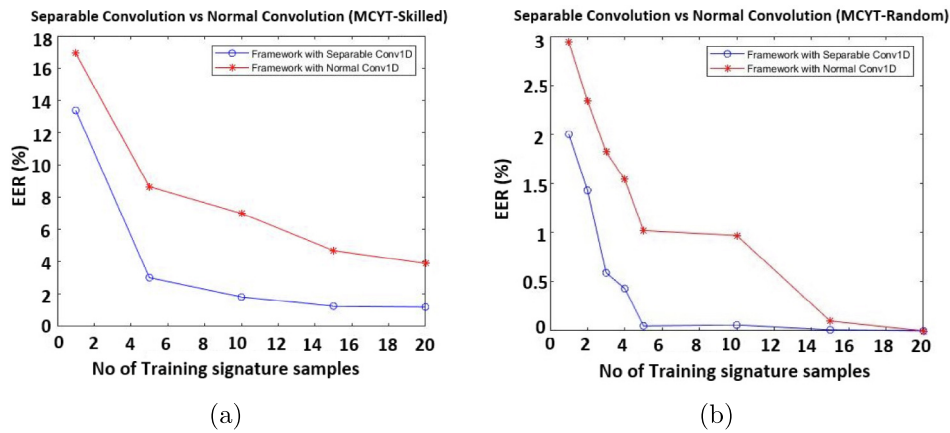 Separable Convolution vs Normal Convolution (MCYT-Skilled)
Framework with Separable Conv1D
Framework with Normal Conv1D
EER (%)
18
16
14
12
10
8
6
4
2
0
0 2 4 6 8 10 12 14 16 18 20
No of Training signature samples
(a)
Separable Convolution vs Normal Convolution (MCYT-Random)
Framework with Separable Conv1D
Framework with Normal Conv1D
EER (%)
3
2.5
2
1.5
1
0.5
0
0 2 4 6 8 10 12 14 16 18 20
No of Training signature samples
(b)